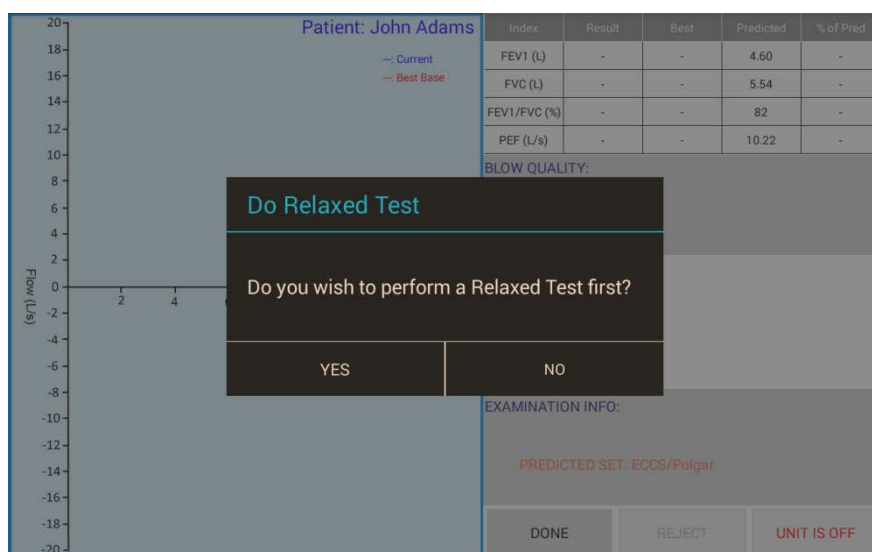 Patient: John Adams
—: Current
—: Best Base
20
18
16
14
12
10
8
6
4
2
0
-2
-4
-6
-8
-10
-12
-14
-16
-18
-20
Flow (L/s)
2 4
Index Result Best Predicted % of Pred
FEV1 (L) - - 4.60 -
FVC (L) - - 5.54 -
FEV1/FVC (%) - - 82 -
PEF (L/s) - - 10.22 -
BLOW QUALITY:
Do Relaxed Test
Do you wish to perform a Relaxed Test first?
YES NO
EXAMINATION INFO:
PREDICTED SET: ECCS/Polgar
DONE REJECT UNIT IS OFF